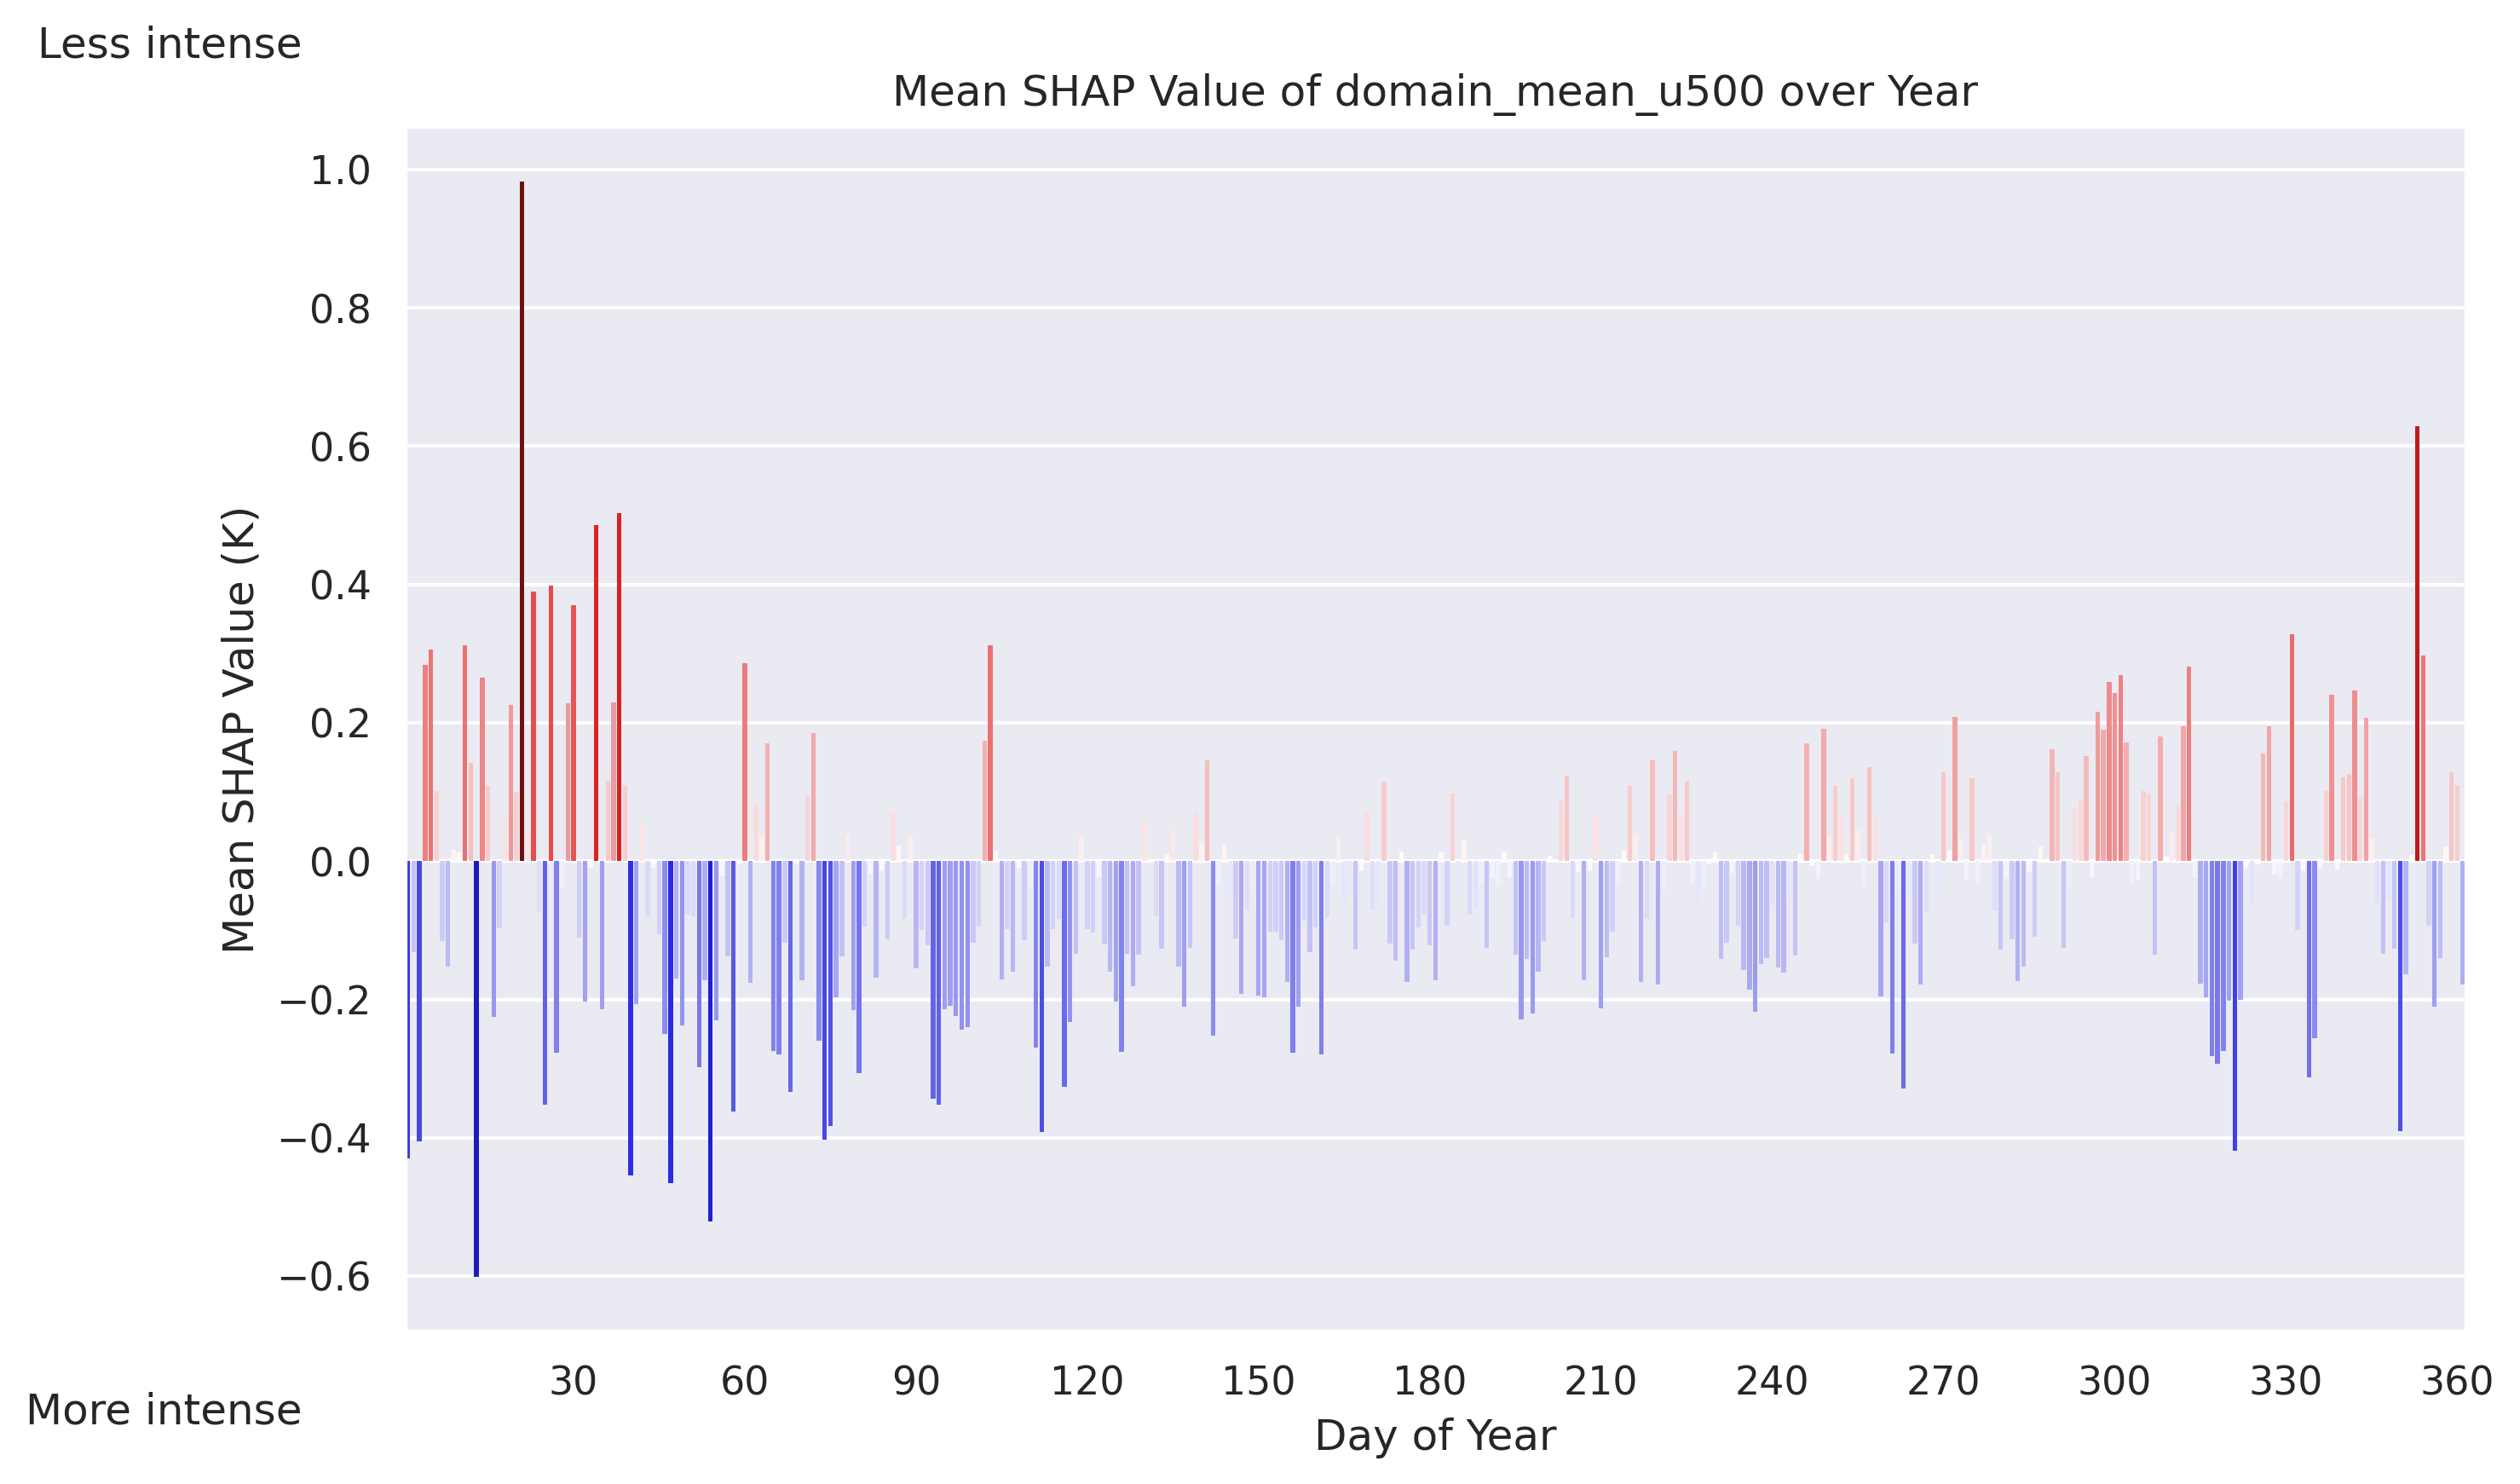 Less intense
Mean SHAP Value of domain_mean_u500 over Year
1.0
0.8
0.6
0.4
0.2
0.0
−0.2
−0.4
−0.6
Mean SHAP Value (K)
30 60 90 120 150 180 210 240 270 300 330 360
More intense
Day of Year